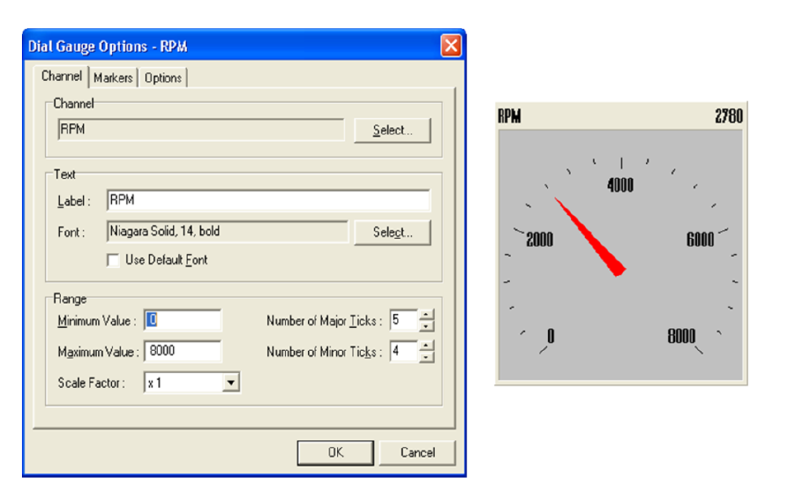 Dial Gauge Options - RPM
Channel Markers Options
Channel
RPM Select...
Text
Label : RPM
Font : Niagara Solid, 14, bold Select...
Use Default Font
Range
Minimum Value : 0 Number of Major Ticks : 5
Maximum Value : 8000 Number of Minor Ticks : 4
Scale Factor : x 1
OK Cancel
RPM 2780
4000
2000 6000
0 8000